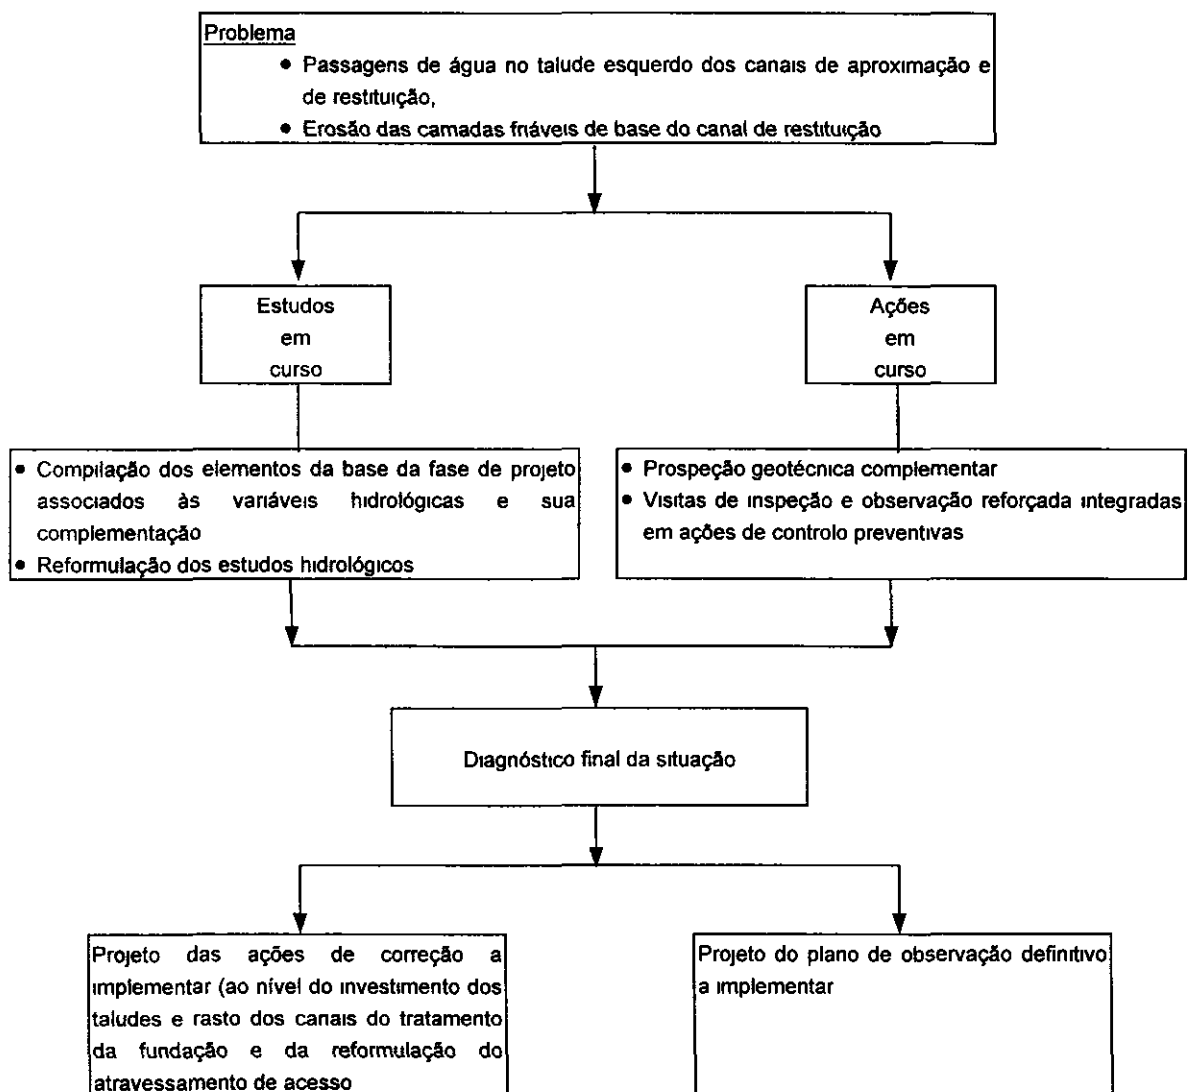 Problema
• Passagens de água no talude esquerdo dos canais de aproximação e
de restituição,
• Erosão das camadas friáveis de base do canal de restituição
Estudos
em
curso
Ações
em
curso
• Compilação dos elementos da base da fase de projeto
associados às variáveis hidrológicas e sua
complementação
• Reformulação dos estudos hidrológicos
• Prospeção geotécnica complementar
• Visitas de inspeção e observação reforçada integradas
em ações de controlo preventivas
Diagnóstico final da situação
Projeto das ações de correção a
implementar (ao nível do investimento dos
taludes e rasto dos canais do tratamento
da fundação e da reformulação do
atravessamento de acesso
Projeto do plano de observação definitivo
a implementar